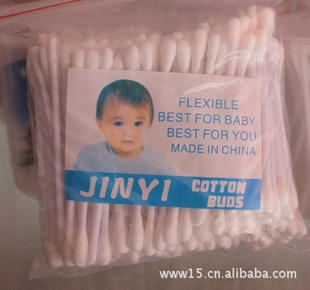 FLEXIBLE
BEST FOR BABY
BEST FOR YOU
MADE IN CHINA
JINYI COTTON
BUDS
www15.cn.alibaba.com